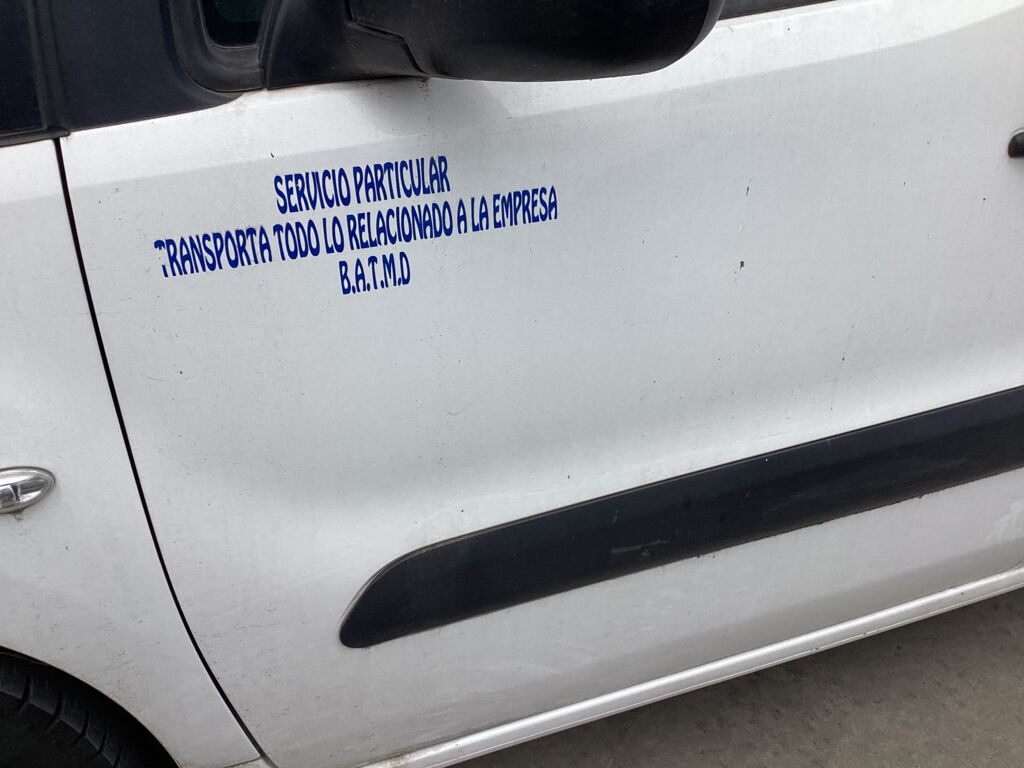 SERVICIO PARTICULAR
TRANSPORTA TODO LO RELACIONADO A LA EMPRESA
B.A.T.M.D